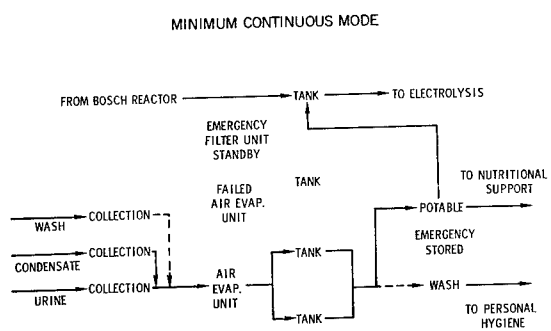 MINIMUM CONTINUOUS MODE
FROM BOSCH REACTOR
TANK
TO ELECTROLYSIS
EMERGENCY
FILTER UNIT
STANDBY
FAILED
AIR EVAP.
UNIT
TANK
TO NUTRITIONAL
SUPPORT
COLLECTION
WASH
POTABLE
EMERGENCY
STORED
COLLECTION
CONDENSATE
TANK
COLLECTION
URINE
AIR
EVAP.
UNIT
TANK
WASH
TO PERSONAL
HYGIENE